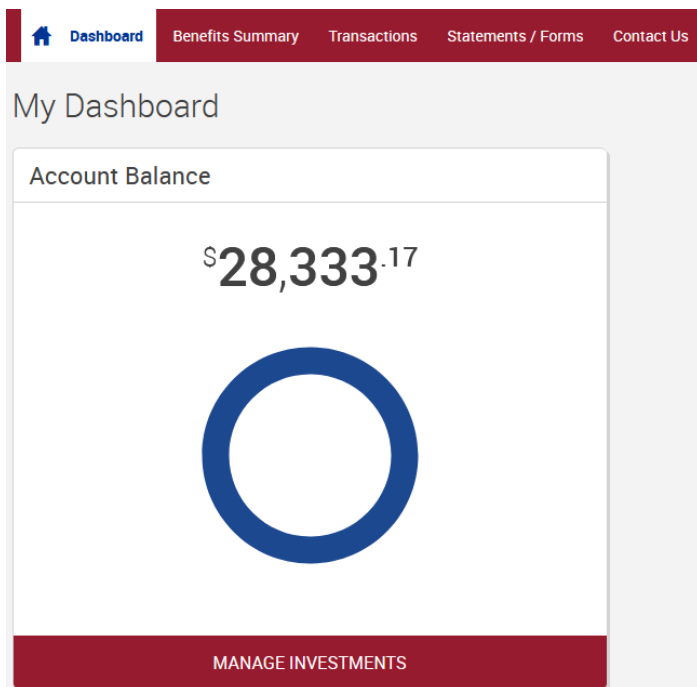 Dashboard Benefits Summary Transactions Statements / Forms Contact Us
My Dashboard
Account Balance
$28,333.17
MANAGE INVESTMENTS